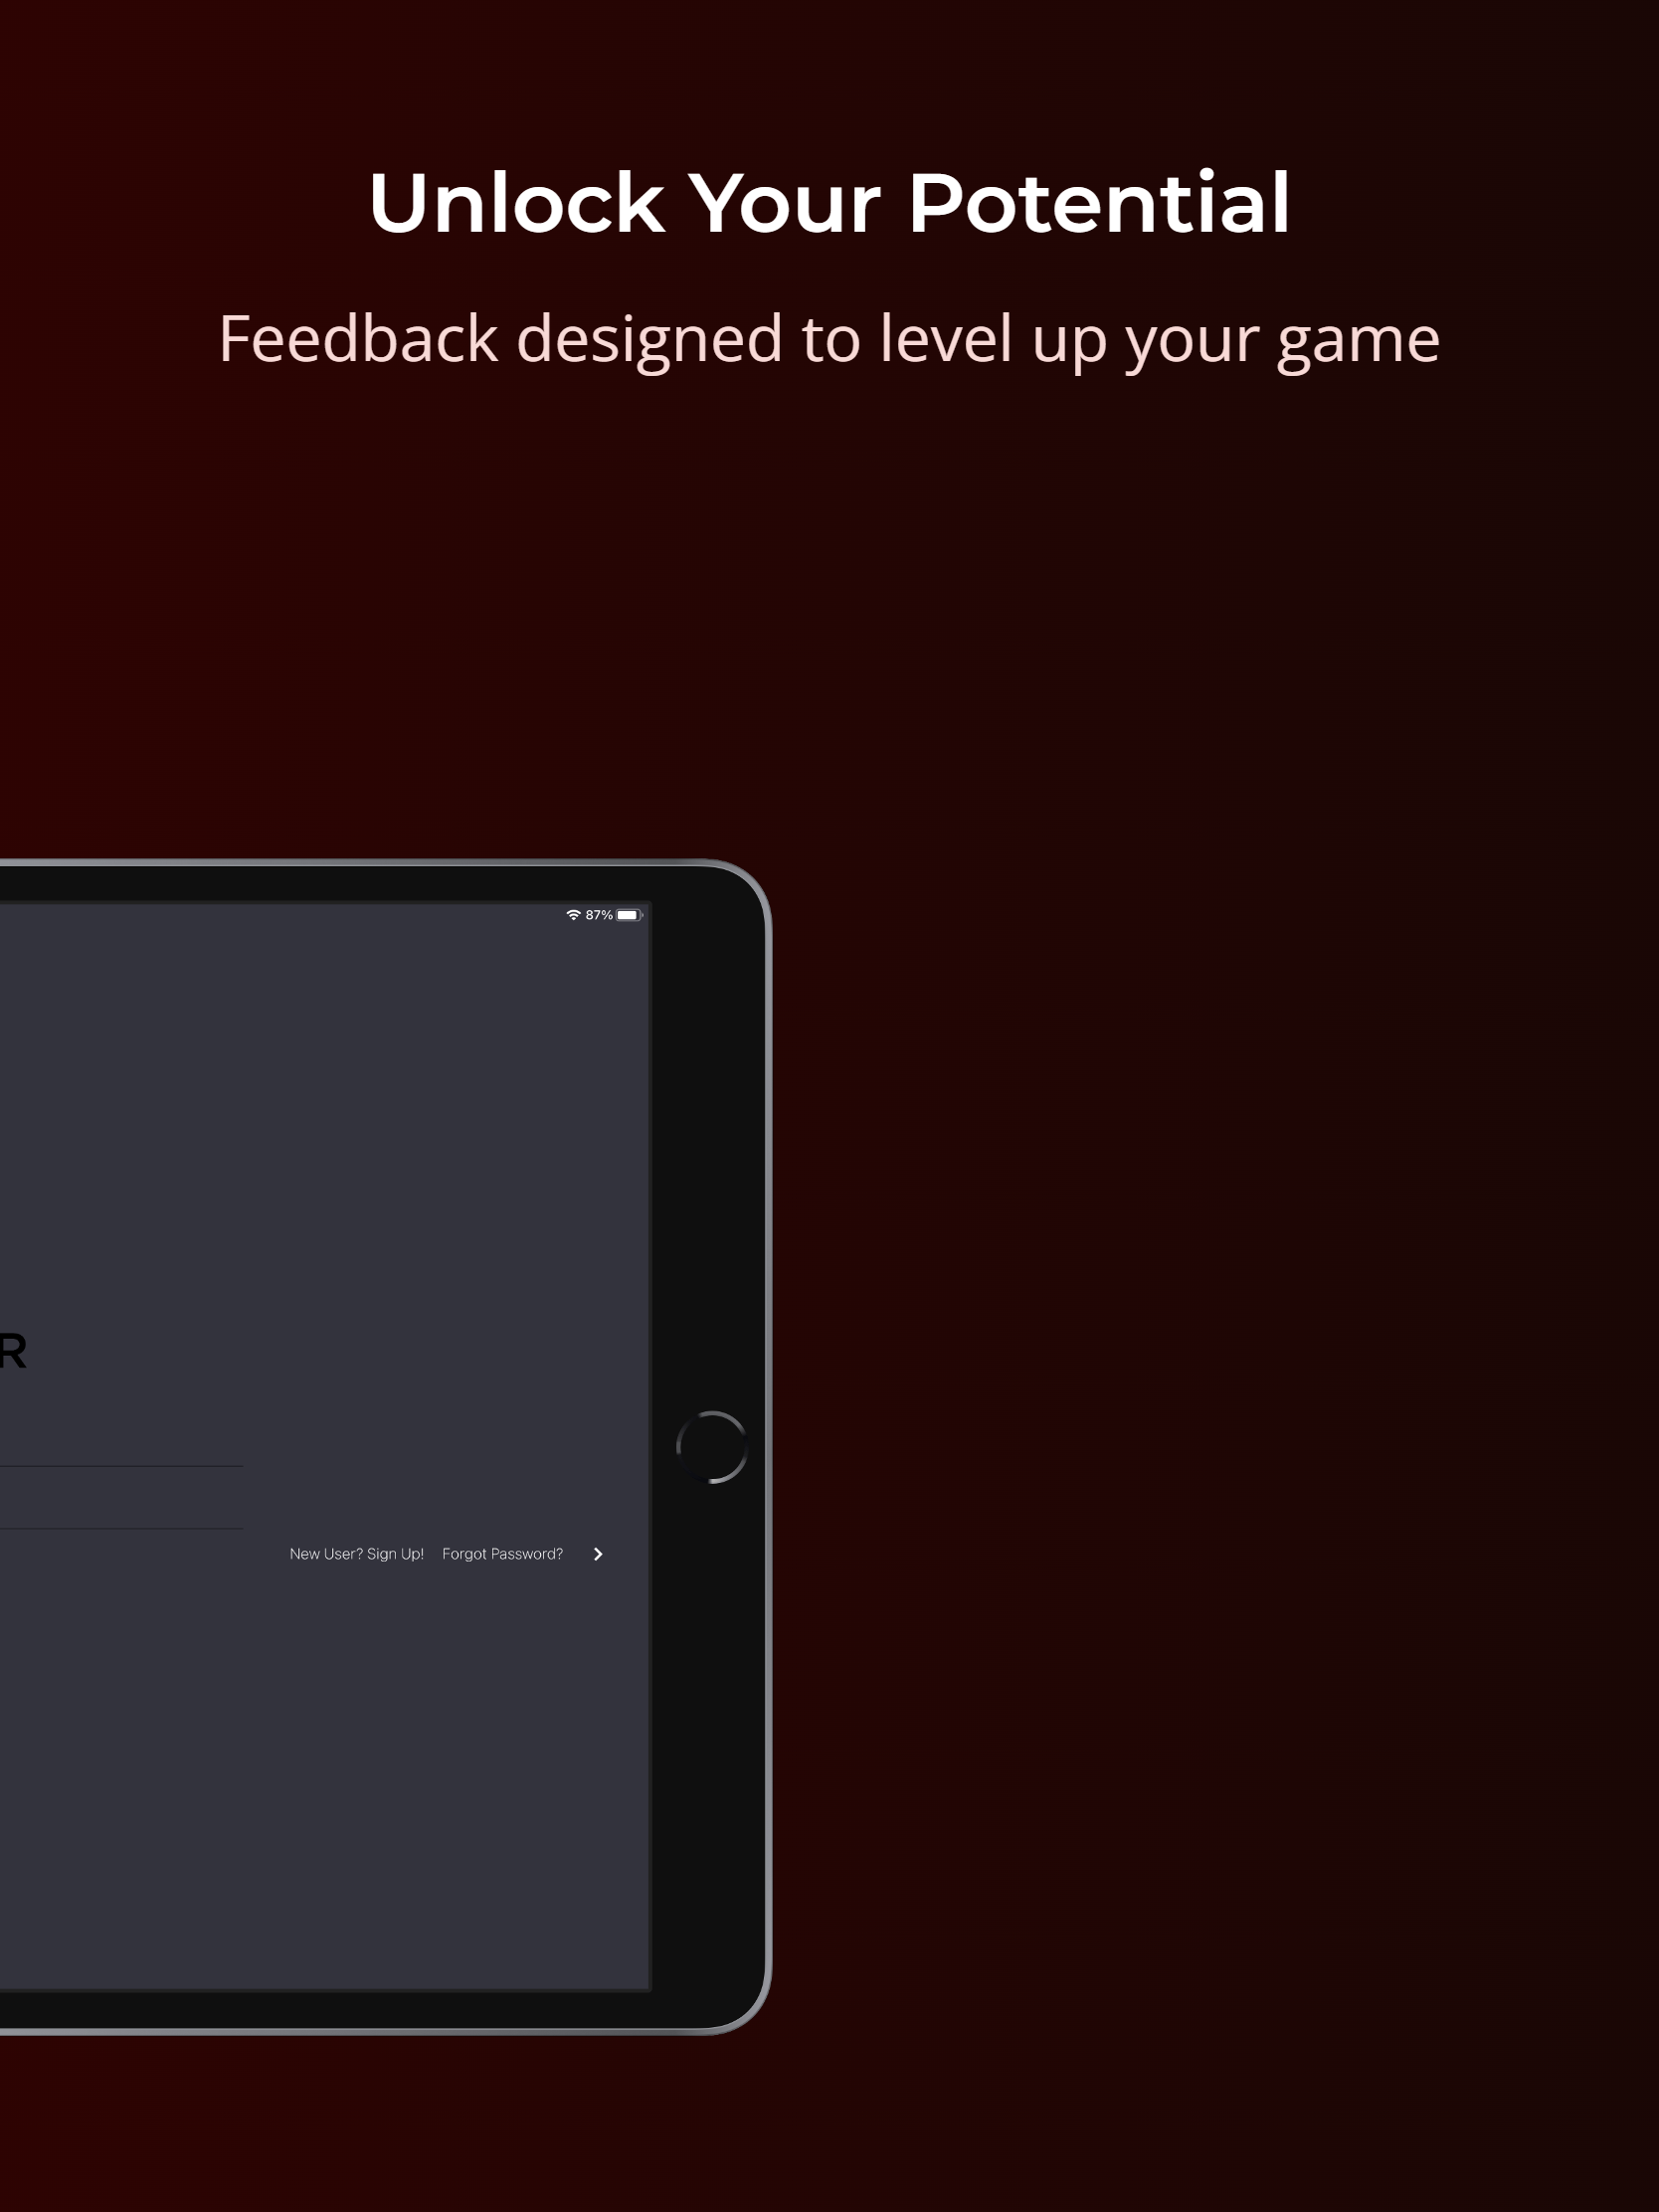 Unlock Your Potential
Feedback designed to level up your game
87%
R
New User? Sign Up! Forgot Password?